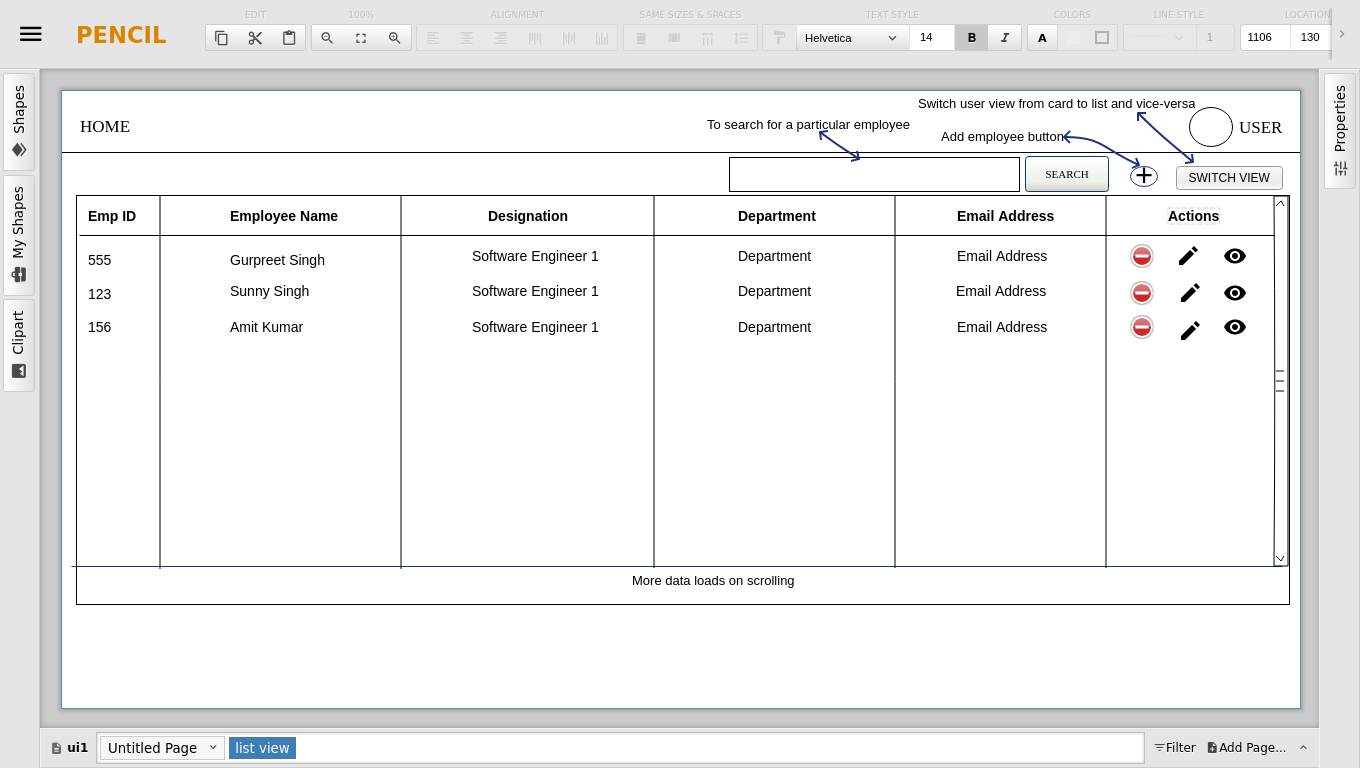 EDIT 100% ALIGNMENT SAME SIZES & SPACES TEXT STYLE COLORS LINE STYLE LOCATION
PENCIL
Helvetica 14 B I A 1 1106 130
Shapes
My Shapes
Clipart
Properties
Switch user view from card to list and vice-versa
To search for a particular employee
Add employee button
HOME
USER
SEARCH
SWITCH VIEW
Emp ID Employee Name Designation Department Email Address Actions
555 Gurpreet Singh Software Engineer 1 Department Email Address
123 Sunny Singh Software Engineer 1 Department Email Address
156 Amit Kumar Software Engineer 1 Department Email Address
More data loads on scrolling
ui1 Untitled Page list view Filter Add Page...